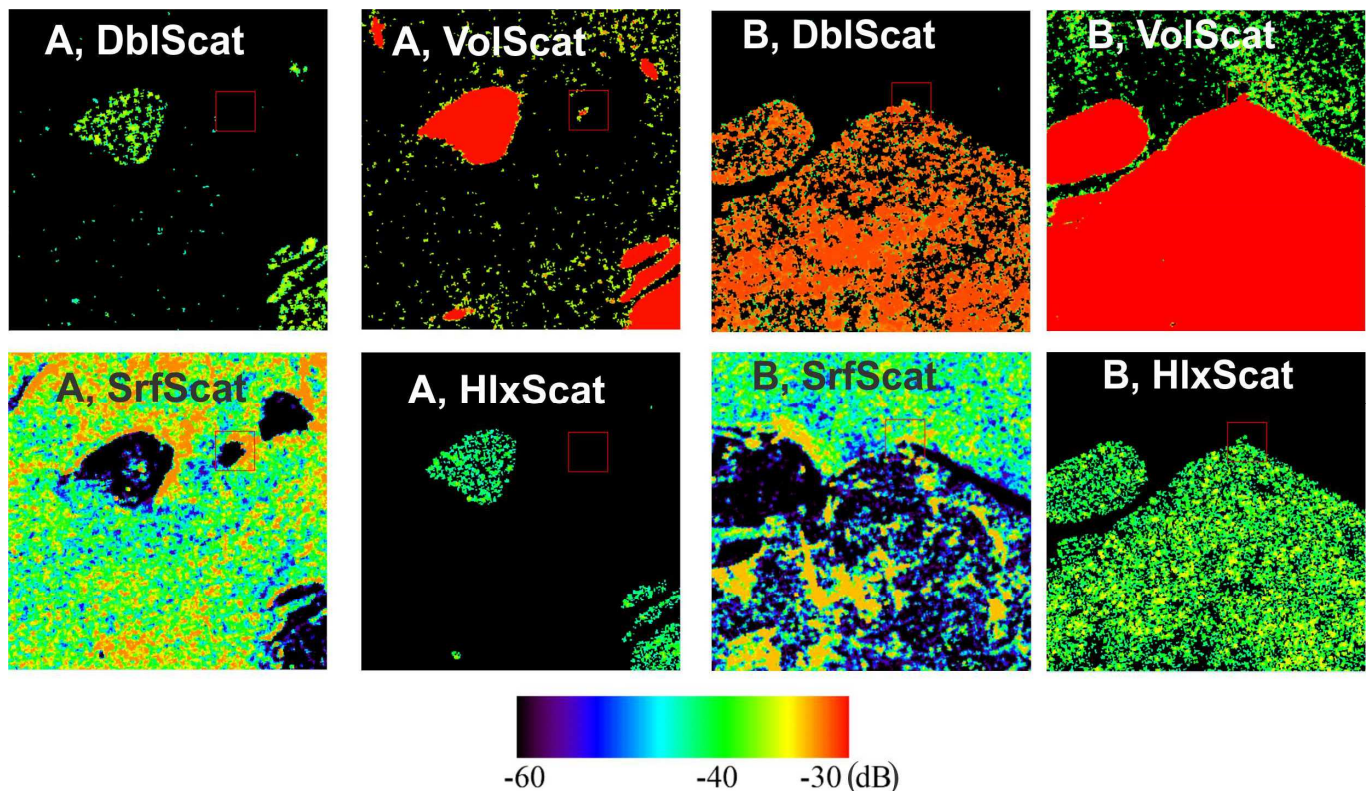 A, DblScat
A, VolScat
B, DblScat
B, VolScat
A, SrfScat
A, HlxScat
B, SrfScat
B, HlxScat
-60 -40 -30 (dB)